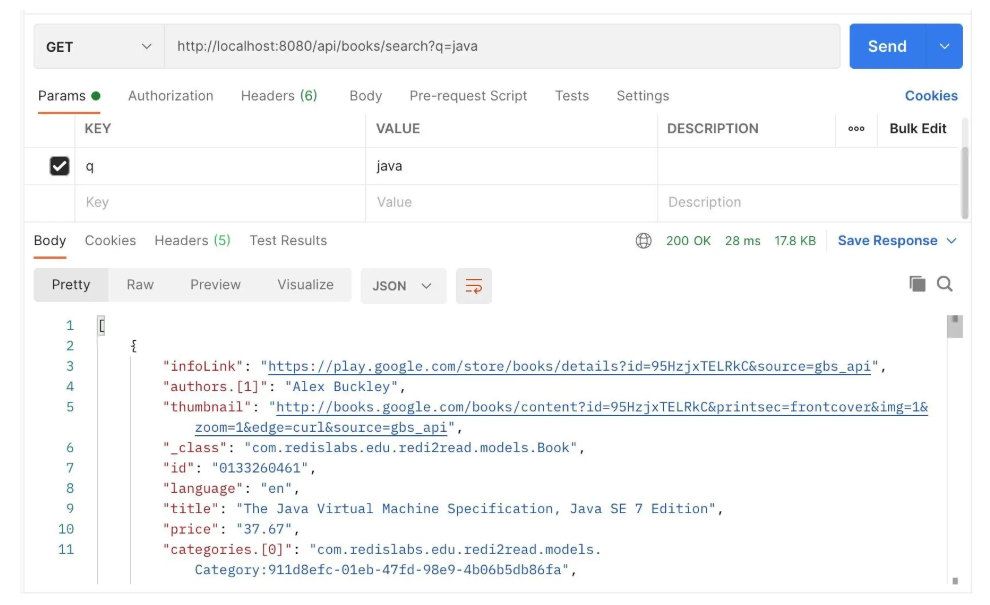 GET http://localhost:8080/api/books/search?q=java Send
Params Authorization Headers (6) Body Pre-request Script Tests Settings Cookies
KEY VALUE DESCRIPTION ooo Bulk Edit
q java
Key Value Description
Body Cookies Headers (5) Test Results 200 OK 28 ms 17.8 KB Save Response
Pretty Raw Preview Visualize JSON
1 [
2 {
3 "infoLink": "https://play.google.com/store/books/details?id=95HzjxTELRkC&source=gbs_api",
4 "authors.[1]": "Alex Buckley",
5 "thumbnail": "http://books.google.com/books/content?id=95HzjxTELRkC&printsec=frontcover&img=1&
zoom=1&edge=curl&source=gbs_api",
6 "_class": "com.redislabs.edu.redi2read.models.Book",
7 "id": "0133260461",
8 "language": "en",
9 "title": "The Java Virtual Machine Specification, Java SE 7 Edition",
10 "price": "37.67",
11 "categories.[0]": "com.redislabs.edu.redi2read.models.
Category:911d8efc-01eb-47fd-98e9-4b06b5db86fa",